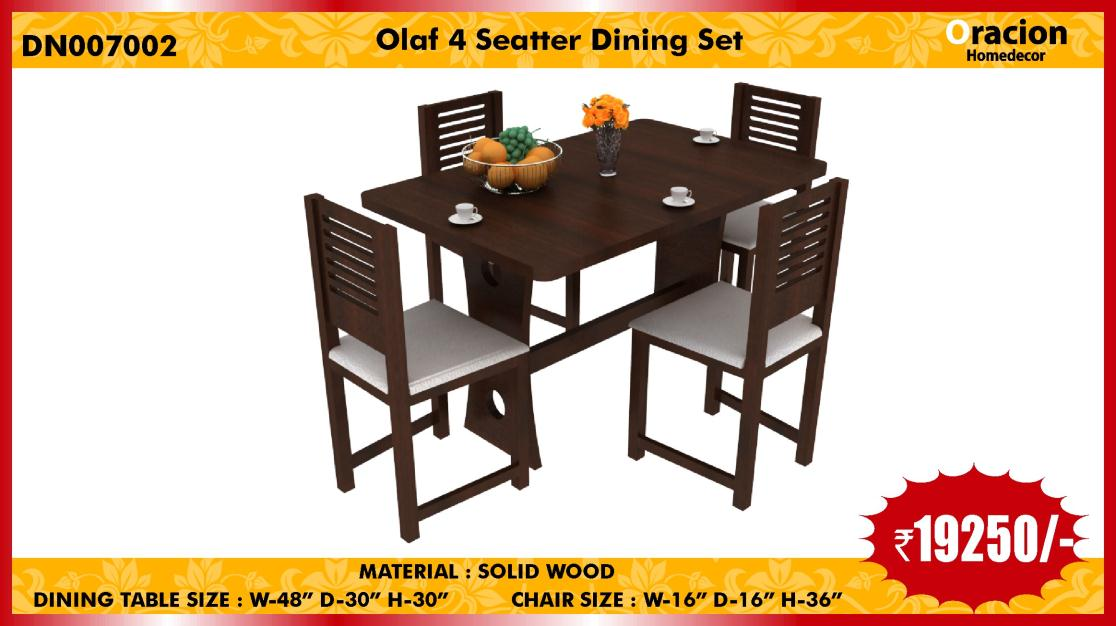 DN007002
Olaf 4 Seatter Dining Set
Oracion
Homedecor
₹19250/-
MATERIAL : SOLID WOOD
DINING TABLE SIZE : W-48” D-30” H-30” CHAIR SIZE : W-16” D-16” H-36”